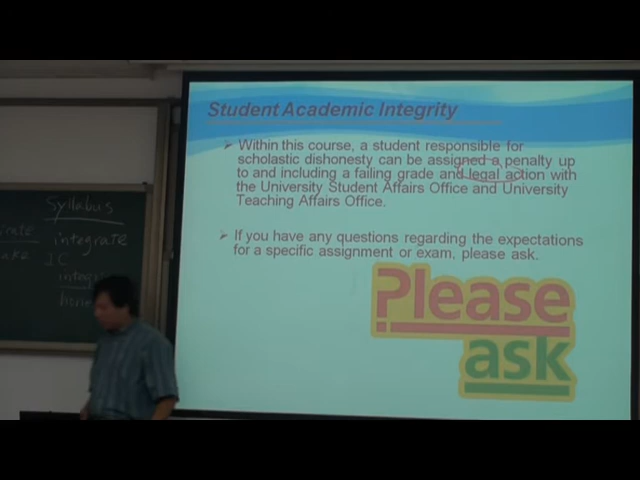 Student Academic Integrity
➢ Within this course, a student responsible for
scholastic dishonesty can be assigned a penalty up
to and including a failing grade and legal action with
the University Student Affairs Office and University
Teaching Affairs Office.
➢ If you have any questions regarding the expectations
for a specific assignment or exam, please ask.
Please
ask
Syllabus
integrate